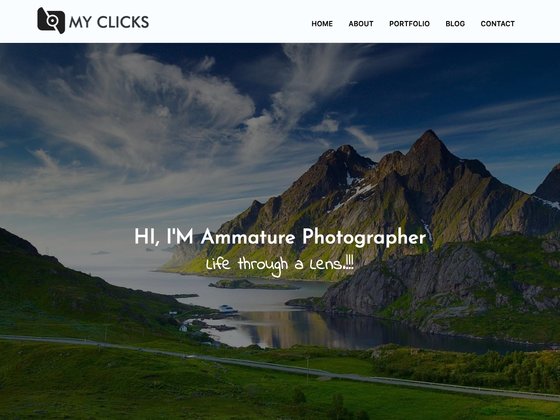 MY CLICKS
HOME ABOUT PORTFOLIO BLOG CONTACT
HI, I'M Ammature Photographer
Life through a Lens.!!!